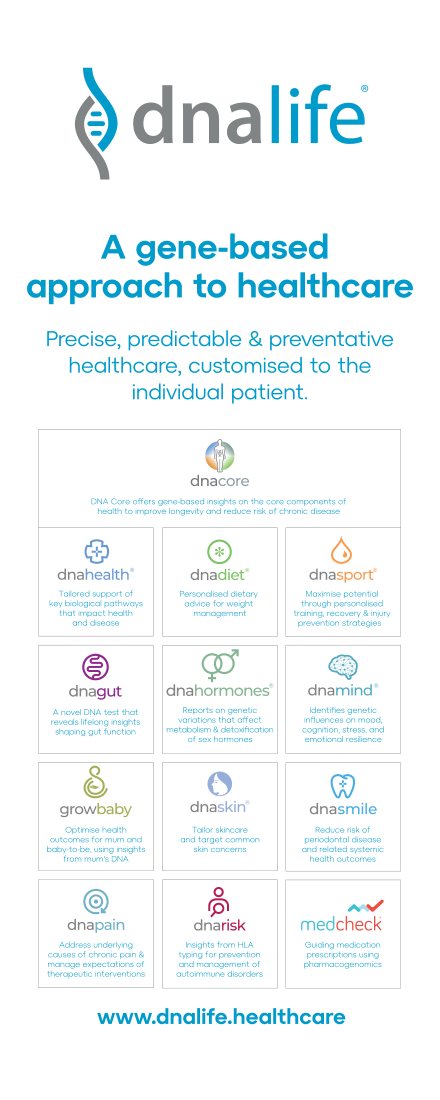 dnalife®
A gene-based
approach to healthcare
Precise, predictable & preventative
healthcare, customised to the
individual patient.
dnacore
DNA Core offers gene-based insights on the core components of
health to improve longevity and reduce risk of chronic disease
dnahealth®
Tailored support of
key biological pathways
that impact health
and disease
dnadiet®
Personalised dietary
advice for weight
management
dnasport®
Maximise potential
through personalised
training, recovery & injury
prevention strategies
dnagut
A novel DNA test that
reveals lifelong insights
shaping gut function
dnahormones®
Reports on genetic
variations that affect
metabolism & detoxification
of sex hormones
dnamind®
Identifies genetic
influences on mood,
cognition, stress, and
emotional resilience
growbaby
Optimise health
outcomes for mum and
baby-to-be, using insights
from mum's DNA
dnaskin®
Tailor skincare
and target common
skin concerns
dnasmile
Reduce risk of
periodontal disease
and related systemic
health outcomes
dnapain
Address underlying
causes of chronic pain &
manage expectations of
therapeutic interventions
dnarisk
Insights from HLA
typing for prevention
and management of
autoimmune disorders
medcheck
Guiding medication
prescriptions using
pharmacogenomics
www.dnalife.healthcare